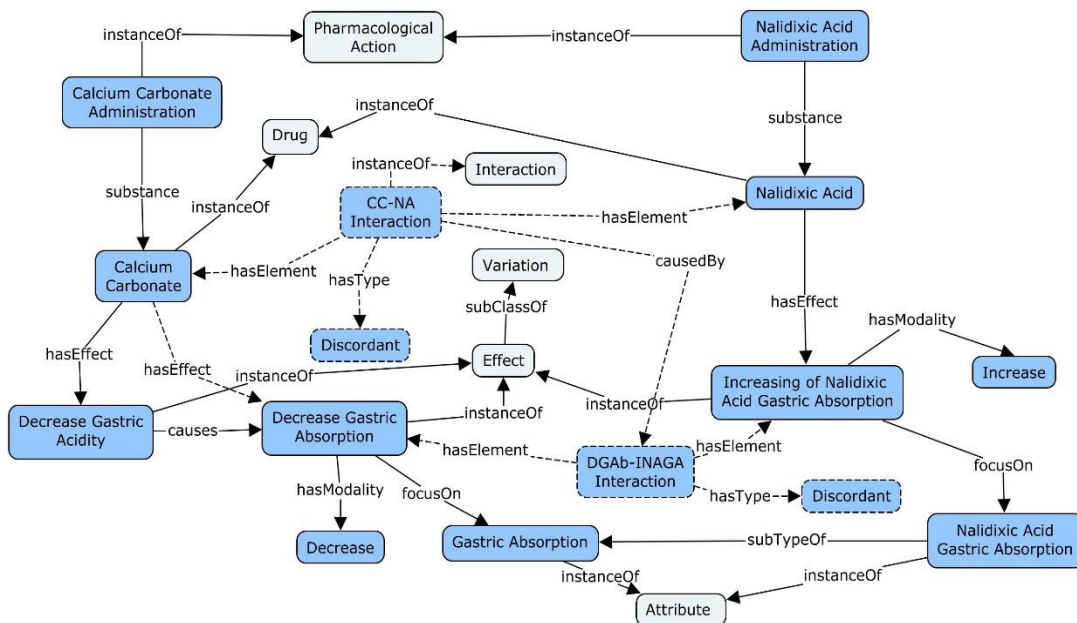 instanceOf
Pharmacological
Action
instanceOf
Nalidixic Acid
Administration
Calcium Carbonate
Administration
instanceOf
Drug
substance
instanceOf
Interaction
substance
instanceOf
CC-NA
Interaction
hasElement
Nalidixic Acid
Calcium
Carbonate
hasElement
hasType
Variation
causedBy
subClassOf
hasEffect
hasModality
Discordant
hasEffect
hasEffect
instanceOf
Effect
Increase
Decrease Gastric
Acidity
causes
Decrease Gastric
Absorption
instanceOf
instanceOf
Increasing of Nalidixic
Acid Gastric Absorption
hasElement
DGAb-INAGA
Interaction
hasElement
focusOn
hasModality
focusOn
hasType
Discordant
Decrease
Gastric Absorption
subTypeOf
Nalidixic Acid
Gastric Absorption
instanceOf
instanceOf
Attribute